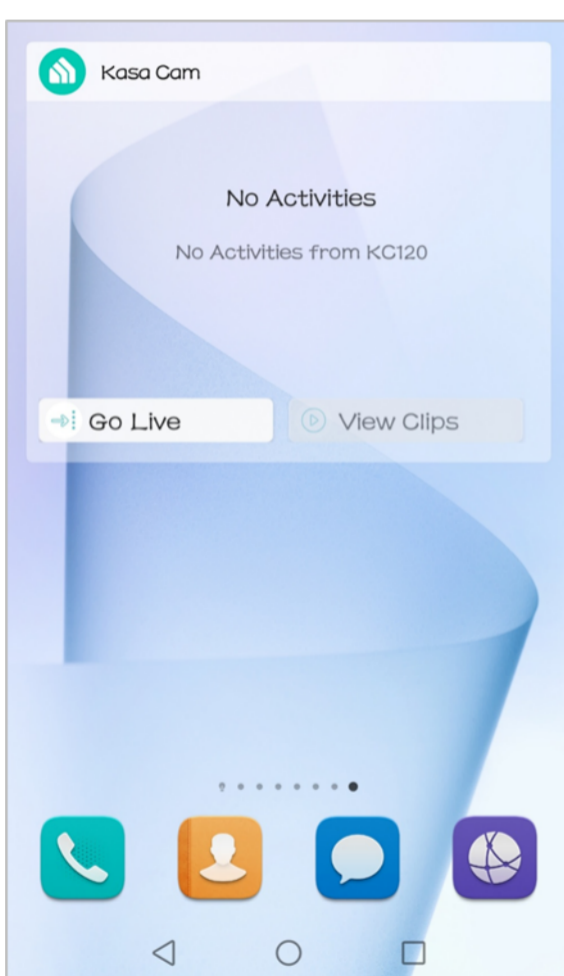 Kasa Cam
No Activities
No Activities from KC120
Go Live
View Clips